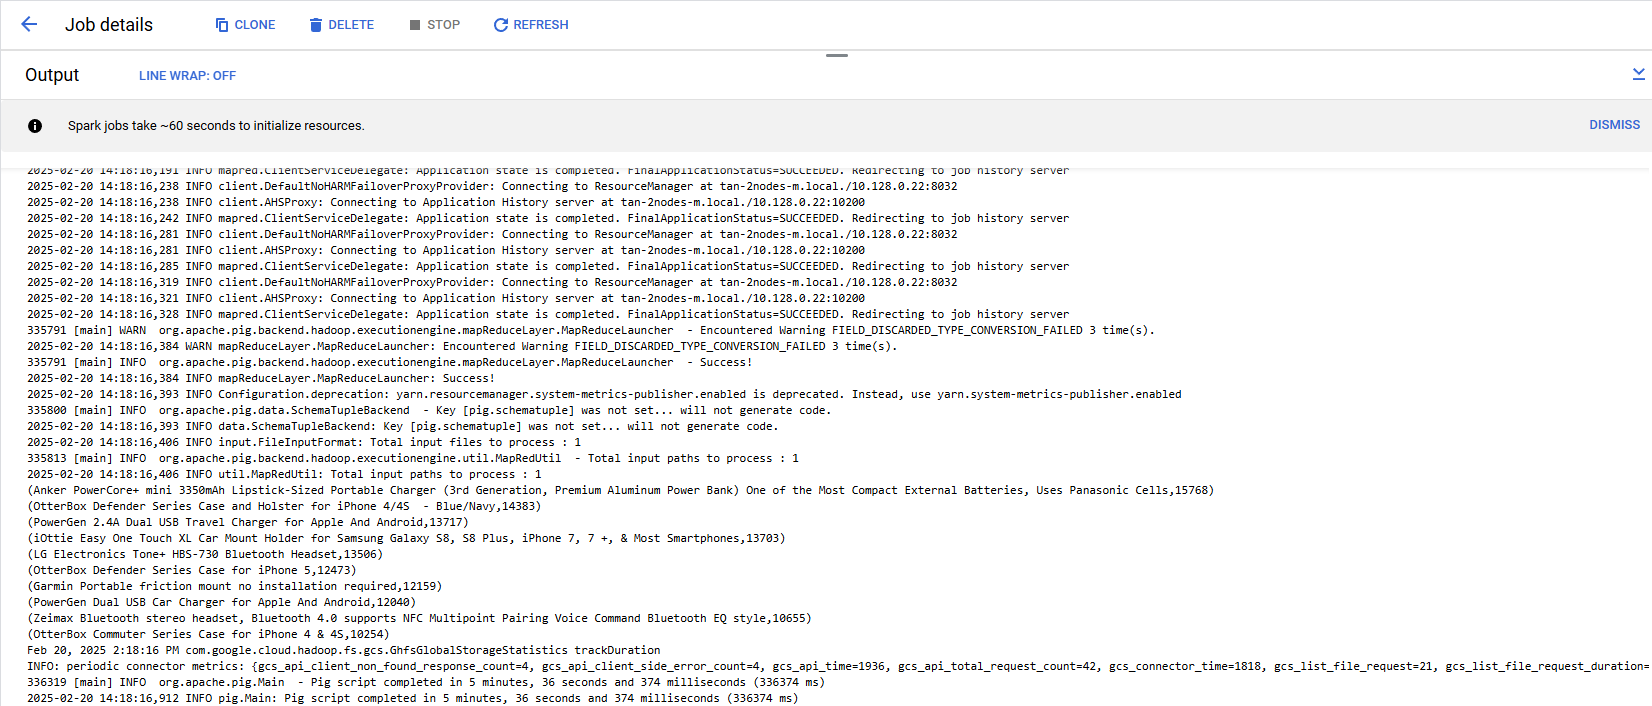 Job details CLONE DELETE STOP REFRESH
Output LINE WRAP: OFF
Spark jobs take ~60 seconds to initialize resources. DISMISS
2025-02-20 14:18:16,191 INFO mapred.ClientServiceDelegate: Application state is completed. FinalApplicationStatus=SUCCEEDED. Redirecting to job history server
2025-02-20 14:18:16,238 INFO client.DefaultNoHARMFailoverProxyProvider: Connecting to ResourceManager at tan-2nodes-m.local./10.128.0.22:8032
2025-02-20 14:18:16,238 INFO client.AHSProxy: Connecting to Application History server at tan-2nodes-m.local./10.128.0.22:10200
2025-02-20 14:18:16,242 INFO mapred.ClientServiceDelegate: Application state is completed. FinalApplicationStatus=SUCCEEDED. Redirecting to job history server
2025-02-20 14:18:16,281 INFO client.DefaultNoHARMFailoverProxyProvider: Connecting to ResourceManager at tan-2nodes-m.local./10.128.0.22:8032
2025-02-20 14:18:16,281 INFO client.AHSProxy: Connecting to Application History server at tan-2nodes-m.local./10.128.0.22:10200
2025-02-20 14:18:16,285 INFO mapred.ClientServiceDelegate: Application state is completed. FinalApplicationStatus=SUCCEEDED. Redirecting to job history server
2025-02-20 14:18:16,319 INFO client.DefaultNoHARMFailoverProxyProvider: Connecting to ResourceManager at tan-2nodes-m.local./10.128.0.22:8032
2025-02-20 14:18:16,321 INFO client.AHSProxy: Connecting to Application History server at tan-2nodes-m.local./10.128.0.22:10200
2025-02-20 14:18:16,328 INFO mapred.ClientServiceDelegate: Application state is completed. FinalApplicationStatus=SUCCEEDED. Redirecting to job history server
335791 [main] WARN  org.apache.pig.backend.hadoop.executionengine.mapReduceLayer.MapReduceLauncher  - Encountered Warning FIELD_DISCARDED_TYPE_CONVERSION_FAILED 3 time(s).
2025-02-20 14:18:16,384 WARN mapReduceLayer.MapReduceLauncher: Encountered Warning FIELD_DISCARDED_TYPE_CONVERSION_FAILED 3 time(s).
335791 [main] INFO  org.apache.pig.backend.hadoop.executionengine.mapReduceLayer.MapReduceLauncher  - Success!
2025-02-20 14:18:16,384 INFO mapReduceLayer.MapReduceLauncher: Success!
2025-02-20 14:18:16,393 INFO Configuration.deprecation: yarn.resourcemanager.system-metrics-publisher.enabled is deprecated. Instead, use yarn.system-metrics-publisher.enabled
335800 [main] INFO  org.apache.pig.data.SchemaTupleBackend  - Key [pig.schematuple] was not set... will not generate code.
2025-02-20 14:18:16,393 INFO data.SchemaTupleBackend: Key [pig.schematuple] was not set... will not generate code.
2025-02-20 14:18:16,406 INFO input.FileInputFormat: Total input files to process : 1
335813 [main] INFO  org.apache.pig.backend.hadoop.executionengine.util.MapRedUtil  - Total input paths to process : 1
2025-02-20 14:18:16,406 INFO util.MapRedUtil: Total input paths to process : 1
(Anker PowerCore+ mini 3350mAh Lipstick-Sized Portable Charger (3rd Generation, Premium Aluminum Power Bank) One of the Most Compact External Batteries, Uses Panasonic Cells,15768)
(OtterBox Defender Series Case and Holster for iPhone 4/4S  - Blue/Navy,14383)
(PowerGen 2.4A Dual USB Travel Charger for Apple And Android,13717)
(iOttie Easy One Touch XL Car Mount Holder for Samsung Galaxy S8, S8 Plus, iPhone 7, 7 +, & Most Smartphones,13703)
(LG Electronics Tone+ HBS-730 Bluetooth Headset,13506)
(OtterBox Defender Series Case for iPhone 5,12473)
(Garmin Portable friction mount no installation required,12159)
(PowerGen Dual USB Car Charger for Apple And Android,12040)
(Zeimax Bluetooth stereo headset, Bluetooth 4.0 supports NFC Multipoint Pairing Voice Command Bluetooth EQ style,10655)
(OtterBox Commuter Series Case for iPhone 4 & 4S,10254)
Feb 20, 2025 2:18:16 PM com.google.cloud.hadoop.fs.gcs.GhfsGlobalStorageStatistics trackDuration
INFO: periodic connector metrics: {gcs_api_client_non_found_response_count=4, gcs_api_client_side_error_count=4, gcs_api_time=1936, gcs_api_total_request_count=42, gcs_connector_time=1818, gcs_list_file_request=21, gcs_list_file_request_duration=
336319 [main] INFO  org.apache.pig.Main  - Pig script completed in 5 minutes, 36 seconds and 374 milliseconds (336374 ms)
2025-02-20 14:18:16,912 INFO pig.Main: Pig script completed in 5 minutes, 36 seconds and 374 milliseconds (336374 ms)